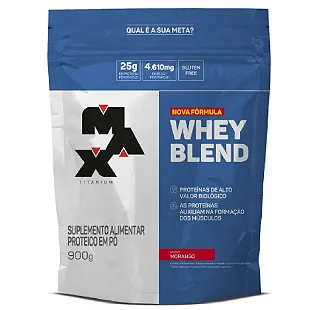 QUAL É A SUA META?
25g
4.610mg
GLUTEN
FREE
NOVA FÓRMULA
WHEY
BLEND
MAX
TITANIUM
PROTEÍNAS DE ALTO
VALOR BIOLÓGICO
AS PROTEÍNAS
AUXILIAM NA FORMAÇÃO
DOS MÚSCULOS
SUPLEMENTO ALIMENTAR
PROTEICO EM PÓ
900g
MORANGO